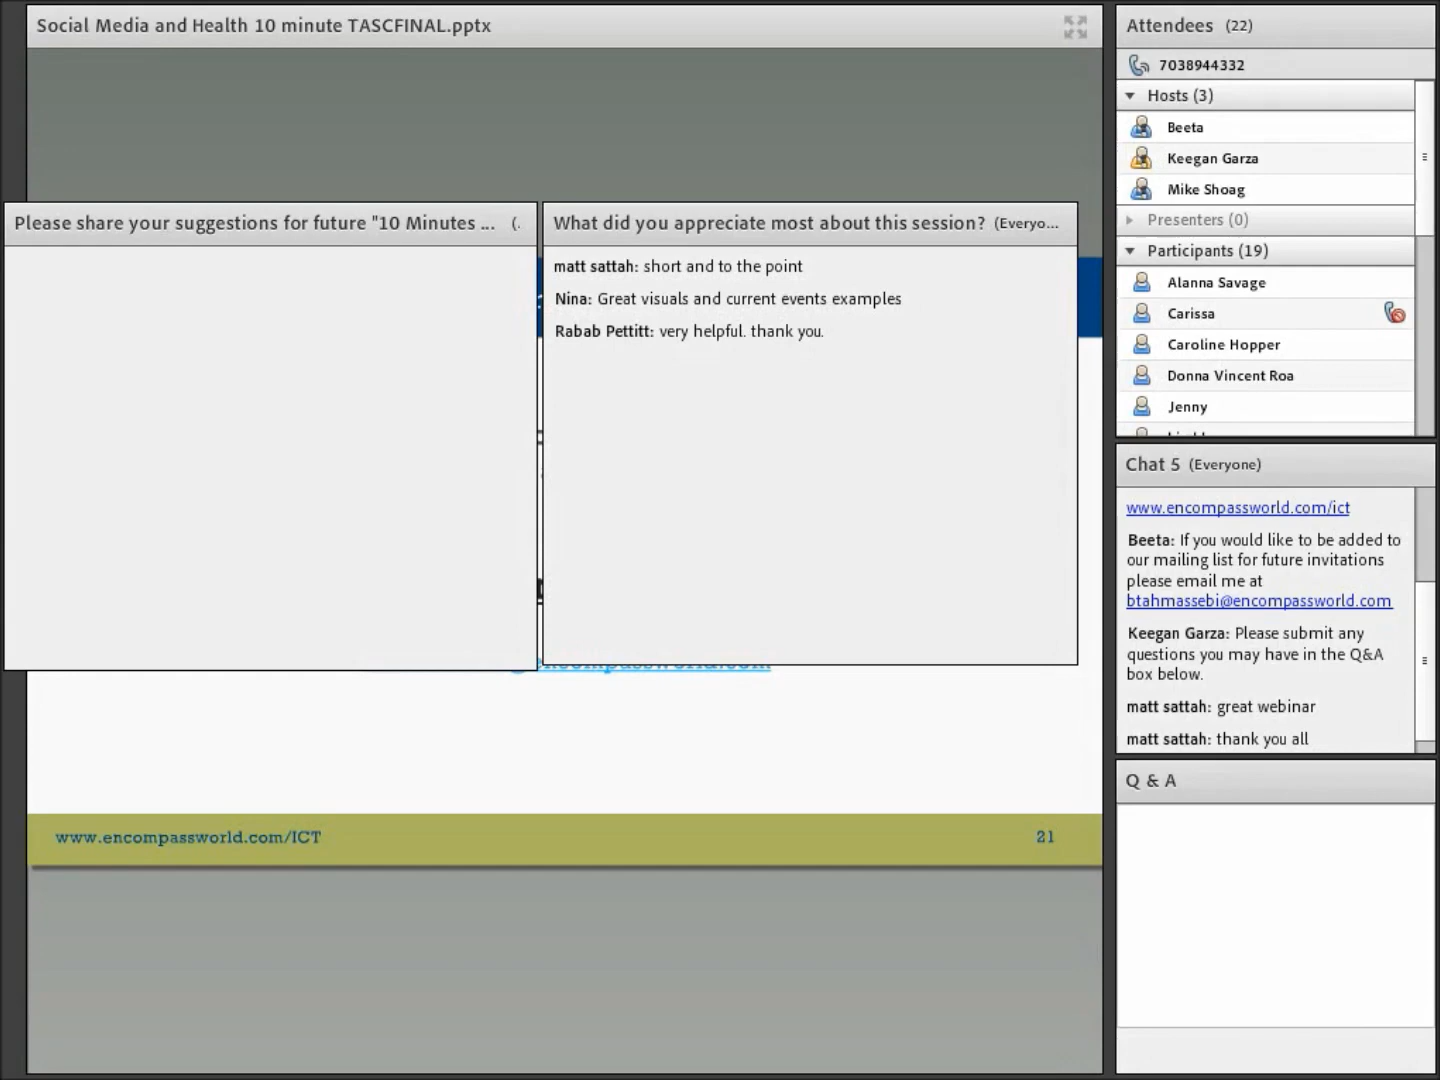 Social Media and Health 10 minute TASCFINAL.pptx
Please share your suggestions for future "10 Minutes ... (.
What did you appreciate most about this session? (Everyo...
matt sattah: short and to the point
Nina: Great visuals and current events examples
Rabab Pettitt: very helpful. thank you.
@encompassworld.com
www.encompassworld.com/ICT
21
Attendees (22)
7038944332
Hosts (3)
Beeta
Keegan Garza
Mike Shoag
Presenters (0)
Participants (19)
Alanna Savage
Carissa
Caroline Hopper
Donna Vincent Roa
Jenny
Chat 5 (Everyone)
www.encompassworld.com/ict
Beeta: If you would like to be added to
our mailing list for future invitations
please email me at
btahmassebi@encompassworld.com
Keegan Garza: Please submit any
questions you may have in the Q&A
box below.
matt sattah: great webinar
matt sattah: thank you all
Q & A